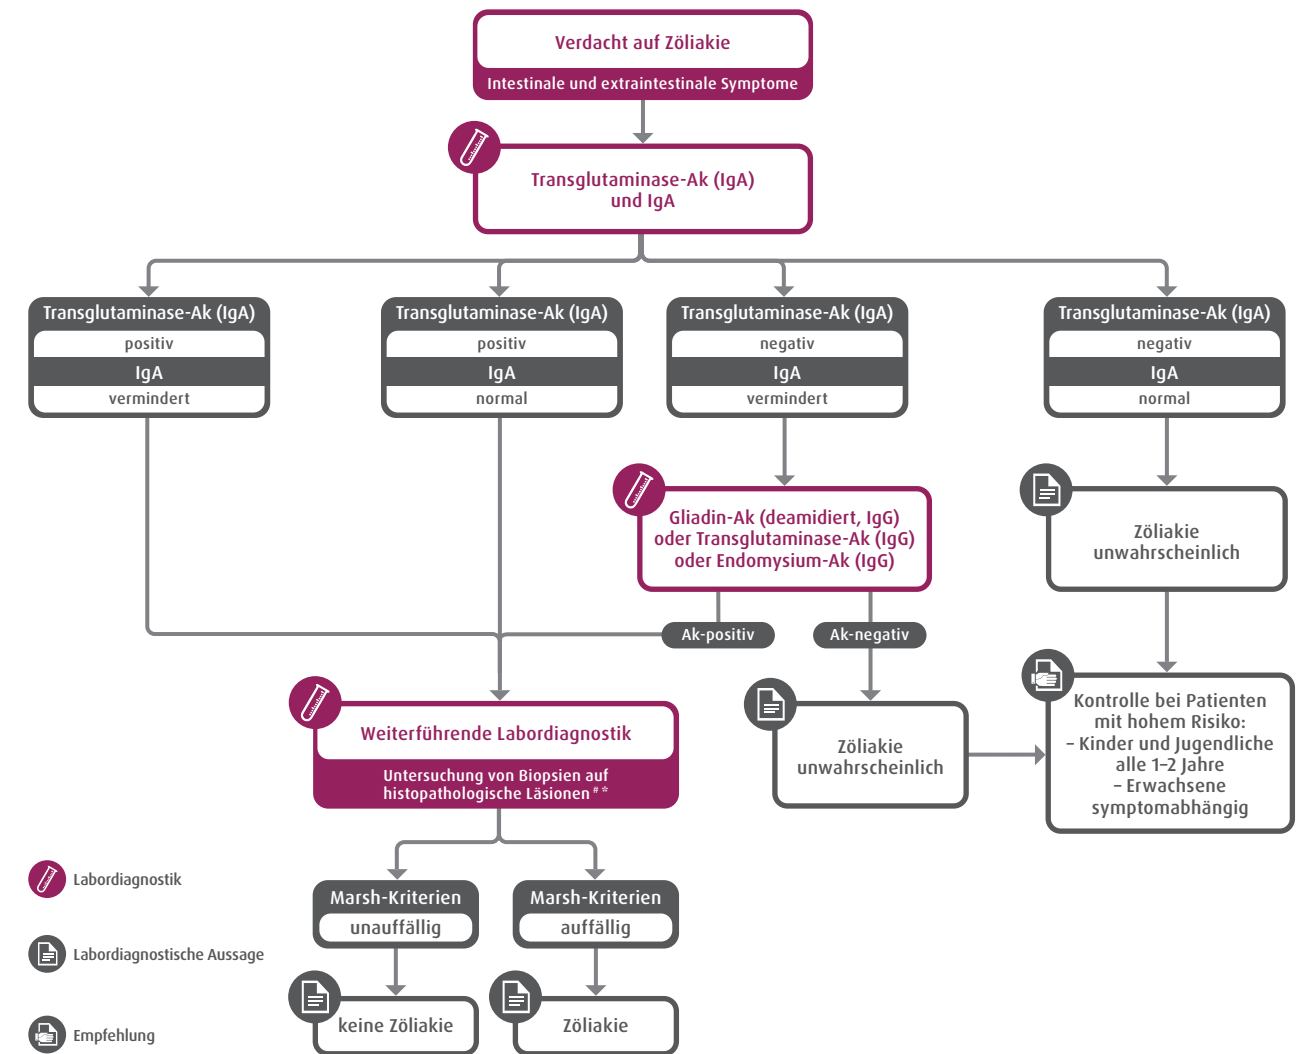 Verdacht auf Zöliakie
Intestinale und extraintestinale Symptome
Transglutaminase-Ak (IgA)
und IgA
Transglutaminase-Ak (IgA)
positiv
IgA
vermindert
Transglutaminase-Ak (IgA)
positiv
IgA
normal
Transglutaminase-Ak (IgA)
negativ
IgA
vermindert
Transglutaminase-Ak (IgA)
negativ
IgA
normal
Gliadin-Ak (deamidiert, IgG)
oder Transglutaminase-Ak (IgG)
oder Endomysium-Ak (IgG)
Zöliakie
unwahrscheinlich
Ak-positiv
Ak-negativ
Weiterführende Labordiagnostik
Untersuchung von Biopsien auf
histopathologische Läsionen # *
Zöliakie
unwahrscheinlich
Kontrolle bei Patienten
mit hohem Risiko:
– Kinder und Jugendliche
alle 1–2 Jahre
– Erwachsene
symptomabhängig
Marsh-Kriterien
unauffällig
Marsh-Kriterien
auffällig
keine Zöliakie
Zöliakie
Labordiagnostik
Labordiagnostische Aussage
Empfehlung